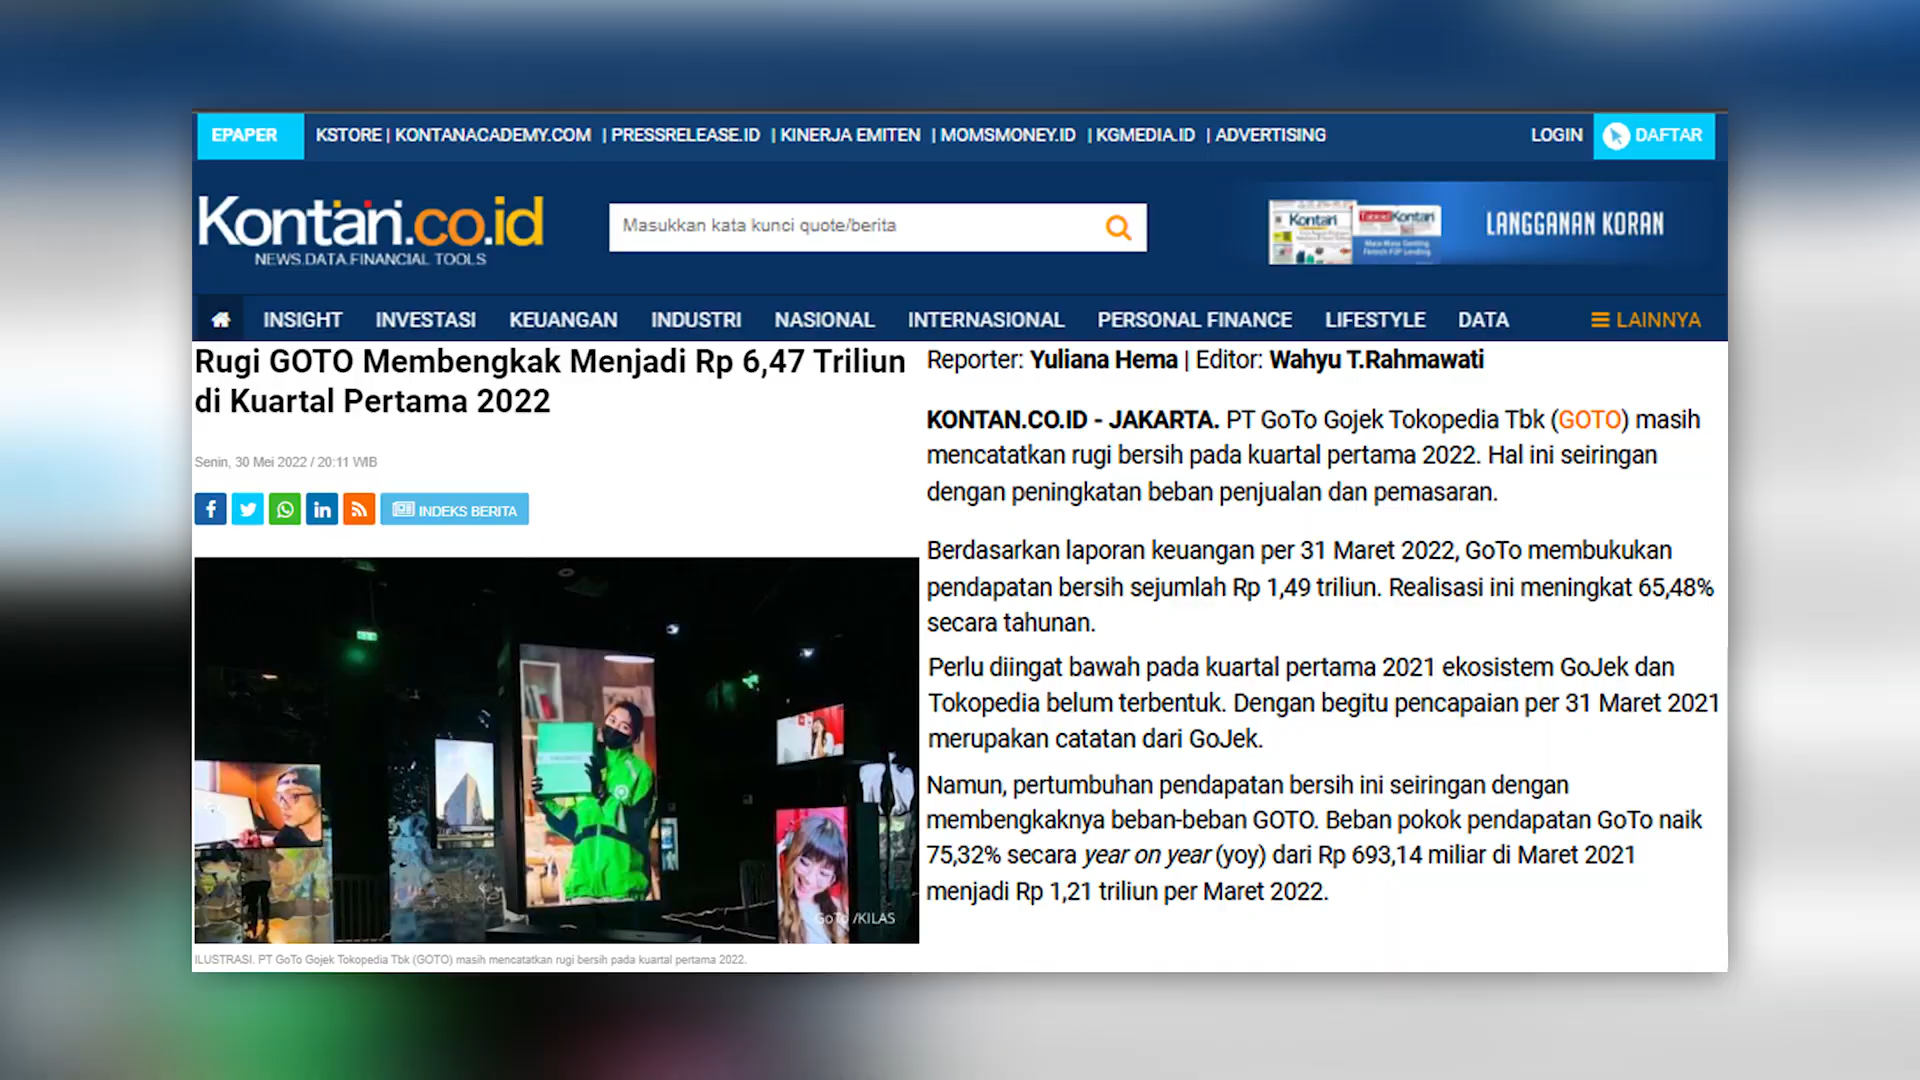 EPAPER KSTORE | KONTANACADEMY.COM | PRESSRELEASE.ID | KINERJA EMITEN | MOMSMONEY.ID | KGMEDIA.ID | ADVERTISING LOGIN DAFTAR
Kontan.co.id
NEWS.DATA.FINANCIAL TOOLS
Masukkan kata kunci quote/berita
Kontan
Kontan
LANGGANAN KORAN
INSIGHT INVESTASI KEUANGAN INDUSTRI NASIONAL INTERNASIONAL PERSONAL FINANCE LIFESTYLE DATA LAINNYA
Rugi GOTO Membengkak Menjadi Rp 6,47 Triliun
di Kuartal Pertama 2022
Senin, 30 Mei 2022 / 20:11 WIB
INDEKS BERITA
GoTo /KILAS
ILUSTRASI. PT GoTo Gojek Tokopedia Tbk (GOTO) masih mencatatkan rugi bersih pada kuartal pertama 2022.
Reporter: Yuliana Hema | Editor: Wahyu T.Rahmawati
KONTAN.CO.ID - JAKARTA. PT GoTo Gojek Tokopedia Tbk (GOTO) masih
mencatatkan rugi bersih pada kuartal pertama 2022. Hal ini seiringan
dengan peningkatan beban penjualan dan pemasaran.
Berdasarkan laporan keuangan per 31 Maret 2022, GoTo membukukan
pendapatan bersih sejumlah Rp 1,49 triliun. Realisasi ini meningkat 65,48%
secara tahunan.
Perlu diingat bawah pada kuartal pertama 2021 ekosistem GoJek dan
Tokopedia belum terbentuk. Dengan begitu pencapaian per 31 Maret 2021
merupakan catatan dari GoJek.
Namun, pertumbuhan pendapatan bersih ini seiringan dengan
membengkaknya beban-beban GOTO. Beban pokok pendapatan GoTo naik
75,32% secara year on year (yoy) dari Rp 693,14 miliar di Maret 2021
menjadi Rp 1,21 triliun per Maret 2022.